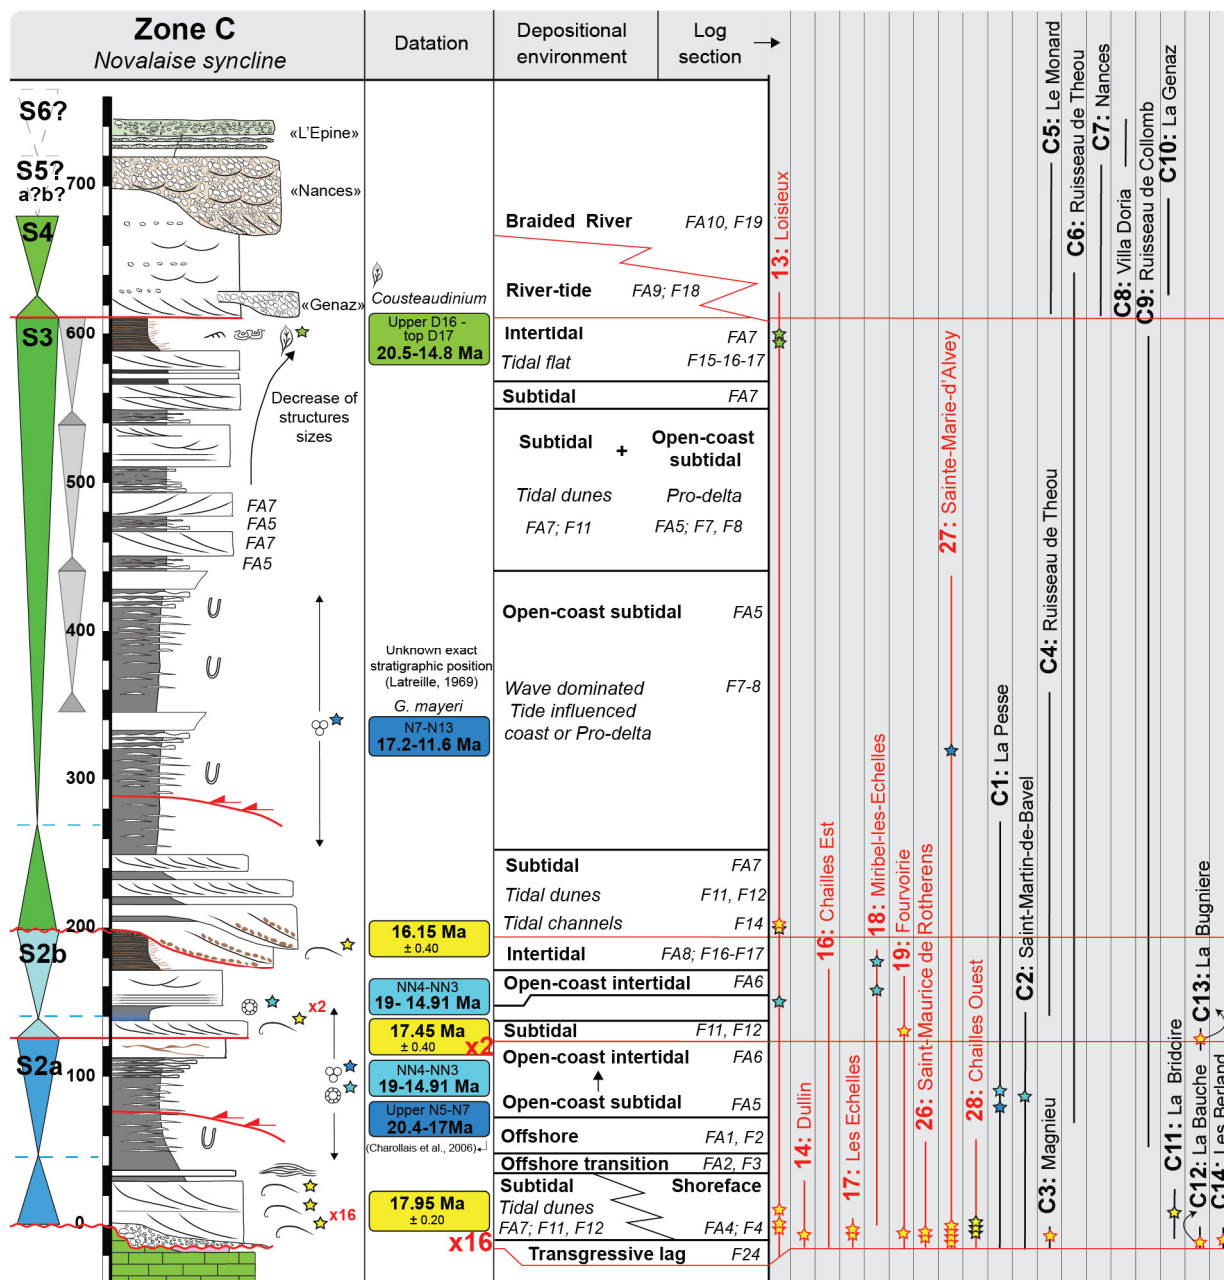 Zone C
Novalaise syncline
Datation
Depositional
environment
Log
section
S6?
S5?
a?b?
S4
S3
S2b
S2a
700
600
500
400
300
200
100
0
«L'Epine»
«Nances»
«Genaz»
Decrease of
structures
sizes
FA7
FA5
FA7
FA5
x2
x16
Cousteaudinium
Upper D16 -
top D17
20.5-14.8 Ma
Unknown exact
stratigraphic position
(Latreille, 1969)
G. mayeri
N7-N13
17.2-11.6 Ma
16.15 Ma
± 0.40
NN4-NN3
19- 14.91 Ma
17.45 Ma
± 0.40
x2
NN4-NN3
19-14.91 Ma
Upper N5-N7
20.4-17Ma
(Charollais et al., 2006)
17.95 Ma
± 0.20
x16
Braided River FA10, F19
River-tide FA9; F18
Intertidal FA7
Tidal flat F15-16-17
Subtidal FA7
Subtidal + Open-coast
subtidal
Tidal dunes Pro-delta
FA7; F11 FA5; F7, F8
Open-coast subtidal FA5
Wave dominated F7-8
Tide influenced
coast or Pro-delta
Subtidal FA7
Tidal dunes F11, F12
Tidal channels F14
Intertidal FA8; F16-F17
Open-coast intertidal FA6
Subtidal F11, F12
Open-coast intertidal FA6
Open-coast subtidal FA5
Offshore FA1, F2
Offshore transition FA2, F3
Subtidal Shoreface
Tidal dunes
FA7; F11, F12 FA4; F4
Transgressive lag F24
13: Loisieux
14: Dullin
16: Chailles Est
17: Les Echelles
18: Miribel-les-Echelles
19: Fourvoirie
26: Saint-Maurice de Rotherens
27: Sainte-Marie-d'Alvey
28: Chailles Ouest
C1: La Pesse
C2: Saint-Martin-de-Bavel
C3: Magnieu
C4: Ruisseau de Theou
C5: Le Monard
C6: Ruisseau de Theou
C7: Nances
C8: Villa Doria
C9: Ruisseau de Collomb
C10: La Genaz
C11: La Bridoire
C12: La Bauche
C13: La Bugniere
C14: Les Berland